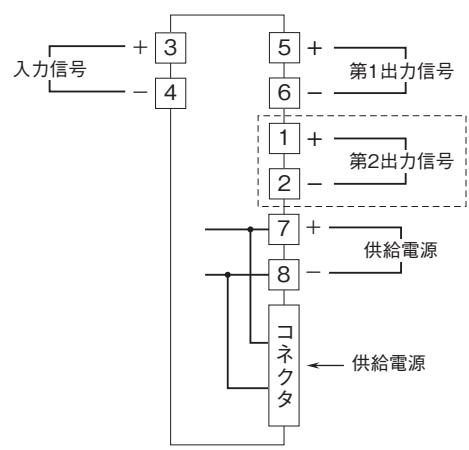 + 3
入力信号
− 4
5 +
第1出力信号
6 −
1 +
第2出力信号
2 −
7 +
供給電源
8 −
コネクタ
供給電源